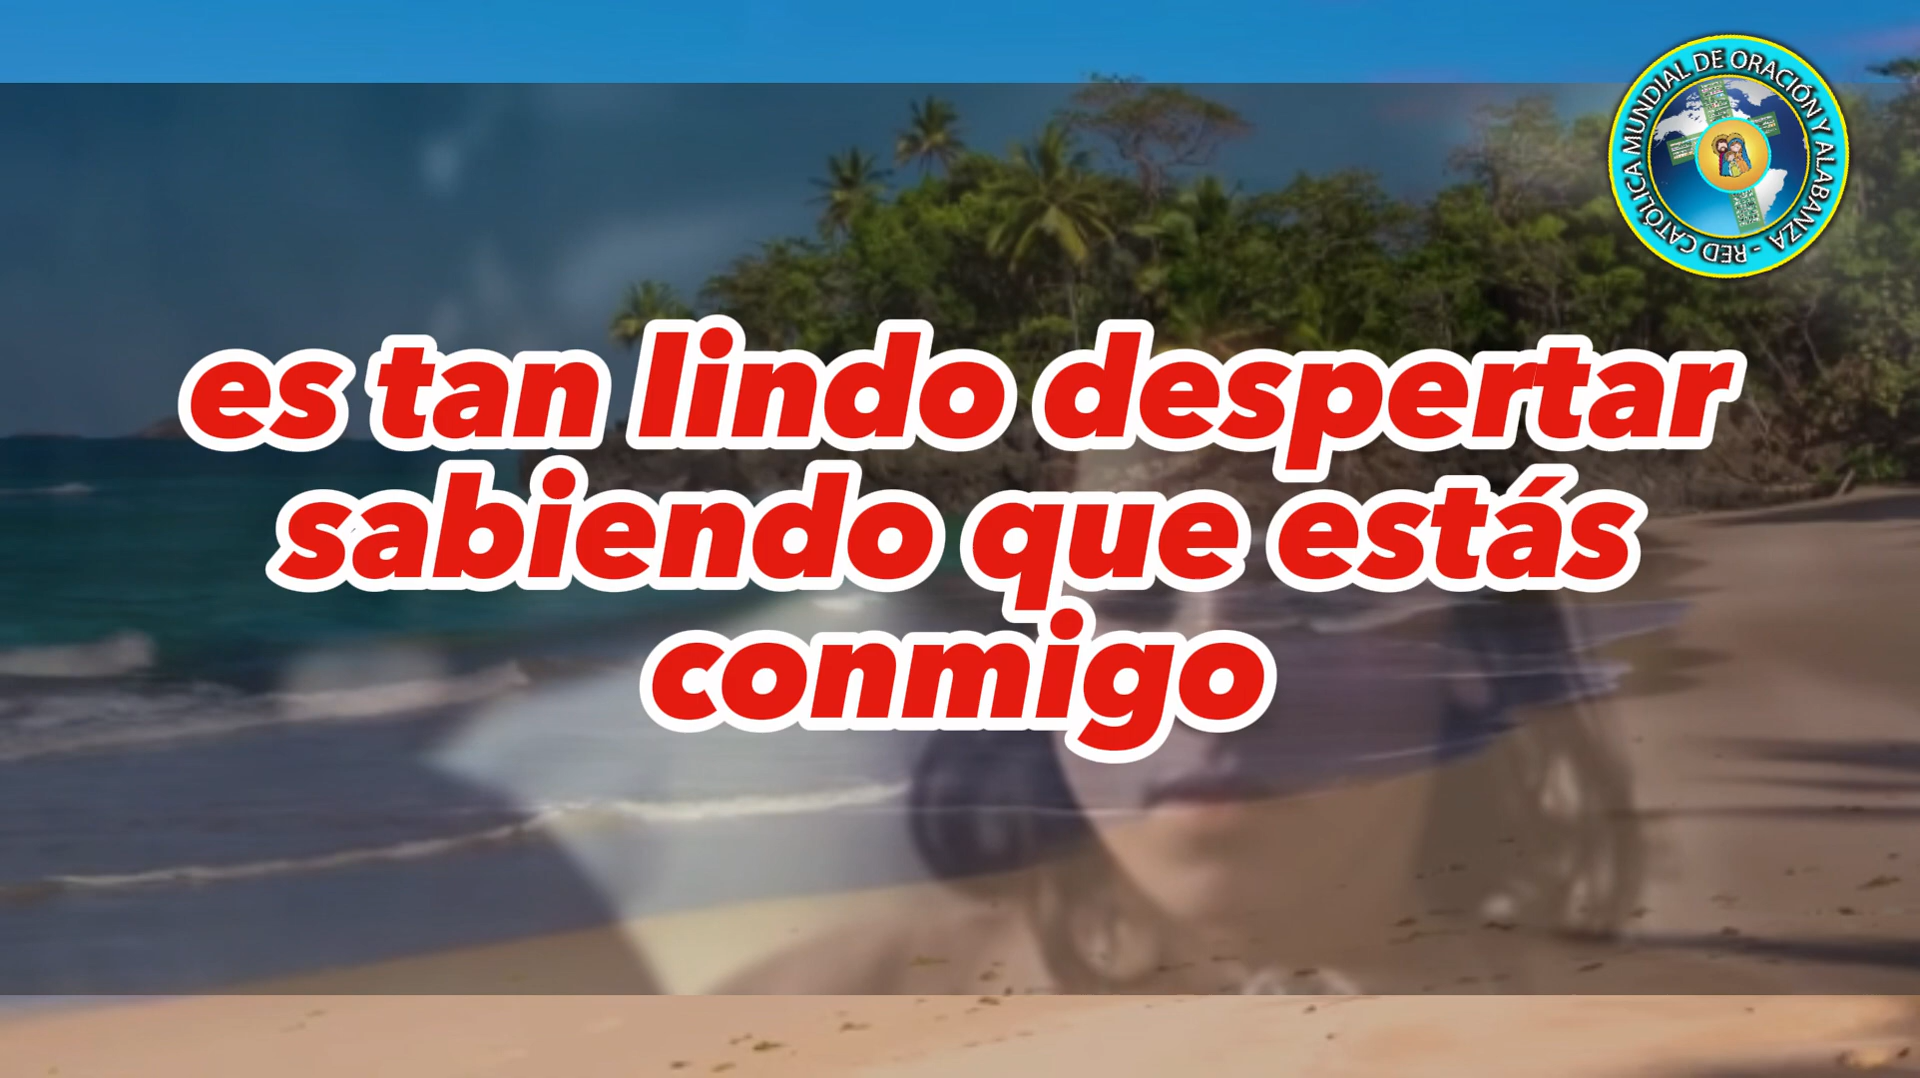 RED CATÓLICA MUNDIAL DE ORACIÓN Y ALABANZA -
es tan lindo despertar
sabiendo que estás
conmigo